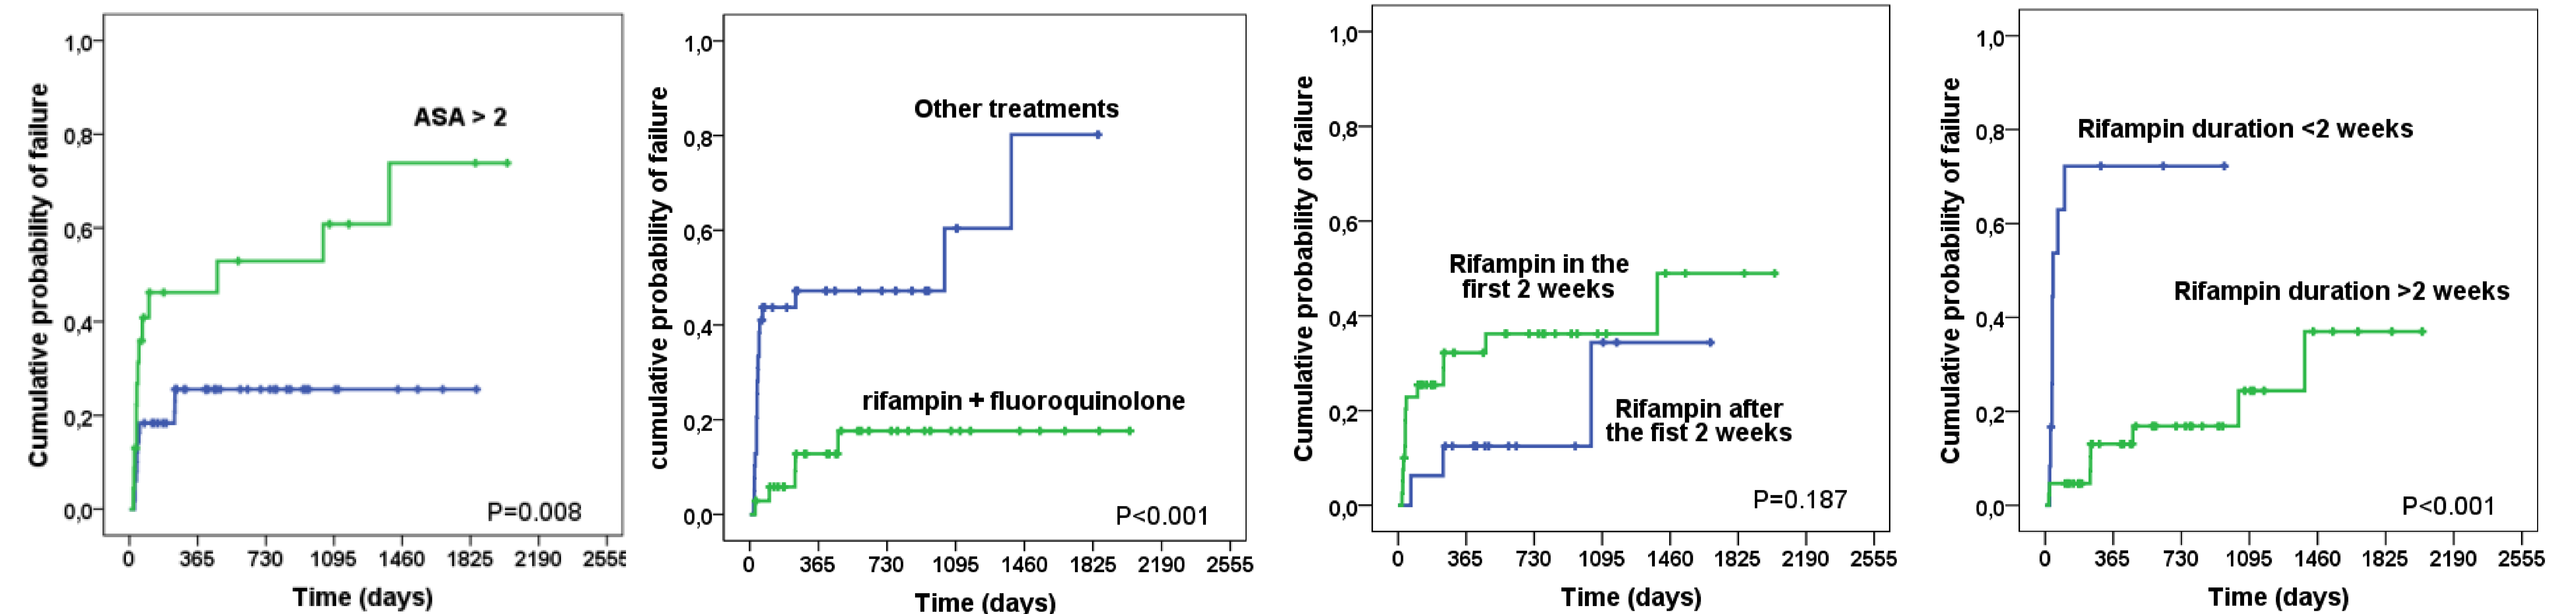 Cumulative probability of failure
1,0
0,8
0,6
0,4
0,2
0,0
ASA > 2
P=0.008
0 365 730 1095 1460 1825 2190 2555
Time (days)
cumulative probability of failure
1,0
0,8
0,6
0,4
0,2
0,0
Other treatments
rifampin + fluoroquinolone
P<0.001
0 365 730 1095 1460 1825 2190 2555
Time (days)
Cumulative probability of failure
1,0
0,8
0,6
0,4
0,2
0,0
Rifampin in the
first 2 weeks
Rifampin after
the fist 2 weeks
P=0.187
0 365 730 1095 1460 1825 2190 2555
Time (days)
Cumulative probability of failure
1,0
0,8
0,6
0,4
0,2
0,0
Rifampin duration <2 weeks
Rifampin duration >2 weeks
P<0.001
0 365 730 1095 1460 1825 2190 2555
Time (days)